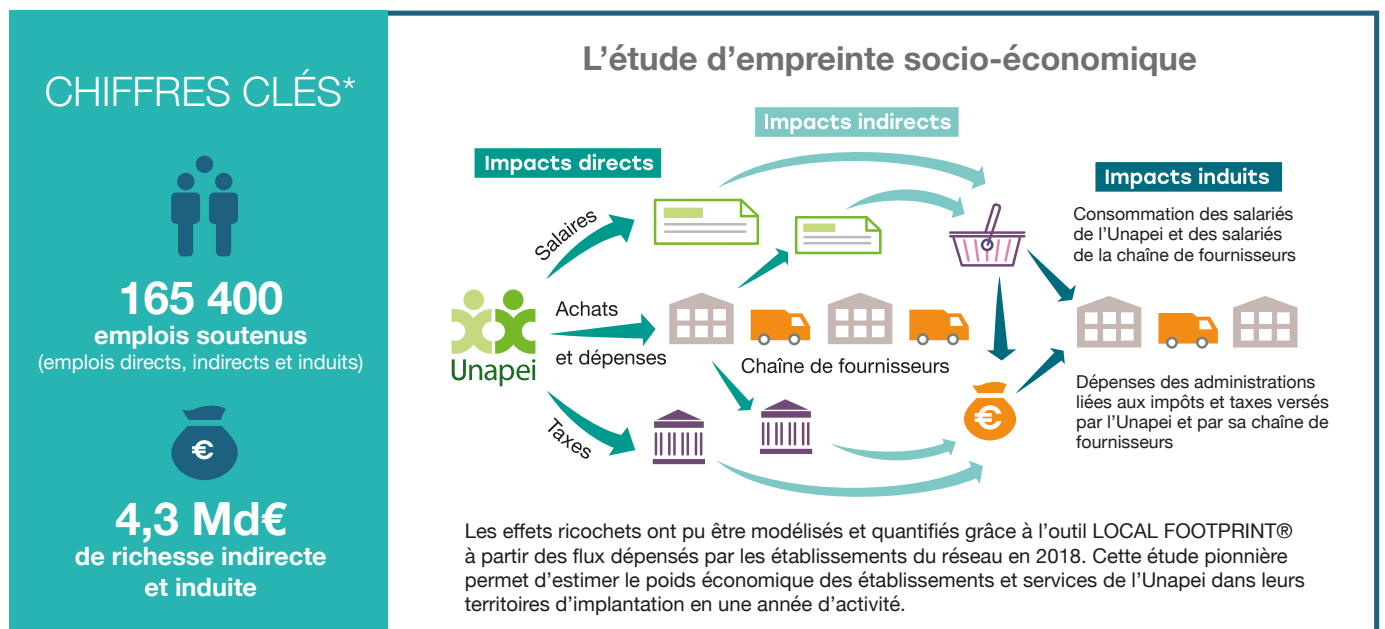 CHIFFRES CLÉS*
165 400
emplois soutenus
(emplois directs, indirects et induits)
€
4,3 Md€
de richesse indirecte
et induite
L’étude d’empreinte socio-économique
Impacts indirects
Impacts directs
Impacts induits
Salaires
Consommation des salariés
de l’Unapei et des salariés
de la chaîne de fournisseurs
Achats
et dépenses
Unapei
Chaîne de fournisseurs
Taxes
€
Dépenses des administrations
liées aux impôts et taxes versés
par l’Unapei et par sa chaîne de
fournisseurs
Les effets ricochets ont pu être modélisés et quantifiés grâce à l’outil LOCAL FOOTPRINT®
à partir des flux dépensés par les établissements du réseau en 2018. Cette étude pionnière
permet d’estimer le poids économique des établissements et services de l’Unapei dans leurs
territoires d’implantation en une année d’activité.